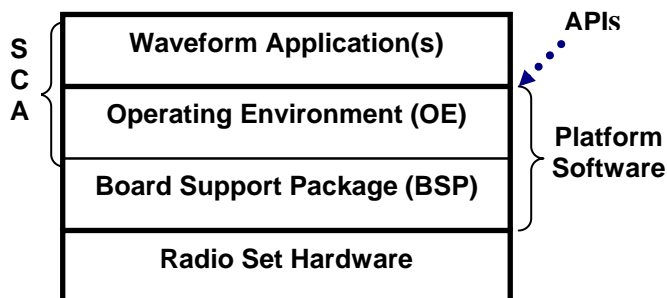 APIs
S
C
A
Waveform Application(s)
Operating Environment (OE)
Board Support Package (BSP)
Radio Set Hardware
Platform
Software